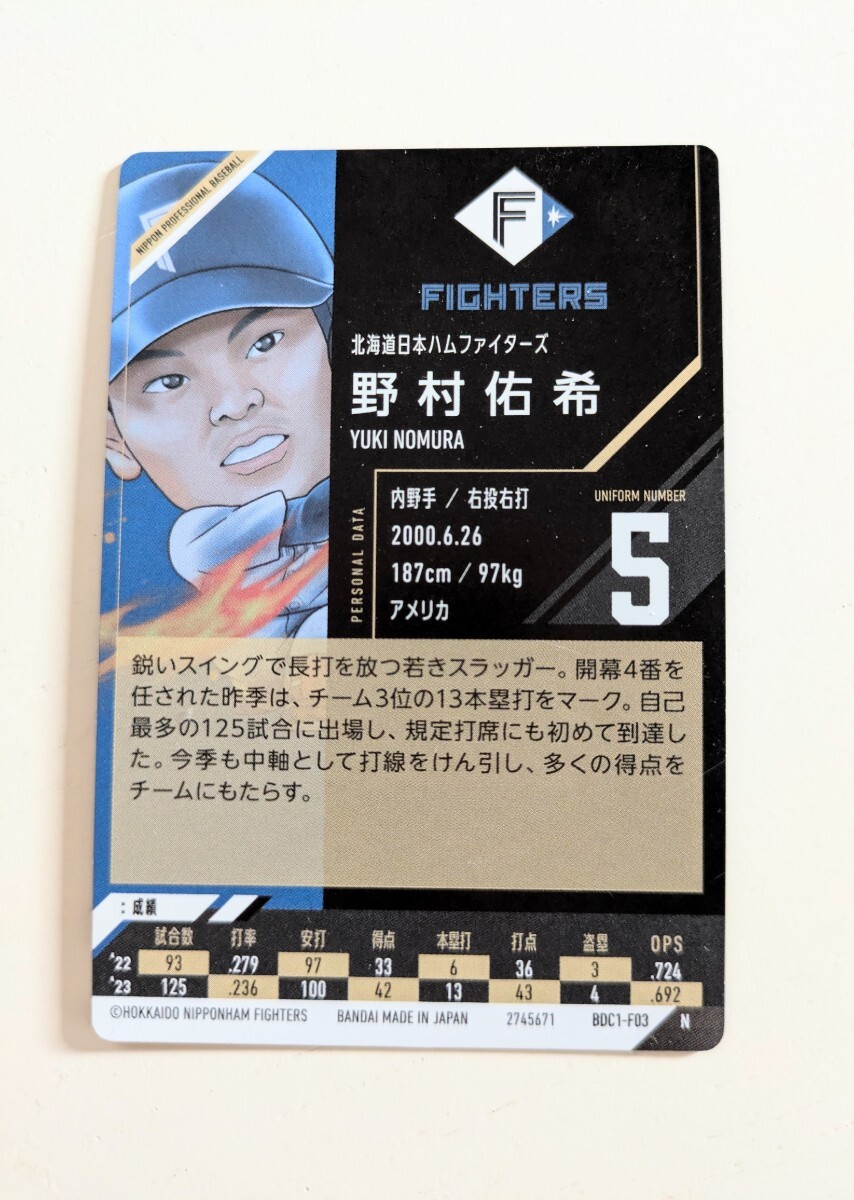 NIPPON PROFESSIONAL BASEBALL
F
FIGHTERS
北海道日本ハムファイターズ
野村佑希
YUKI NOMURA
PERSONAL DATA
内野手 / 右投右打
2000.6.26
187cm / 97kg
アメリカ
UNIFORM NUMBER
5
鋭いスイングで長打を放つ若きスラッガー。開幕4番を
任された昨季は、チーム3位の13本塁打をマーク。自己
最多の125試合に出場し、規定打席にも初めて到達し
た。今季も中軸として打線をけん引し、多くの得点を
チームにもたらす。
: 成績
試合数 打率 安打 得点 本塁打 打点 盗塁 OPS
'22 93 .279 97 33 6 36 3 .724
'23 125 .236 100 42 13 43 4 .692
©HOKKAIDO NIPPONHAM FIGHTERS BANDAI MADE IN JAPAN 2745671 BDC1-F03 N